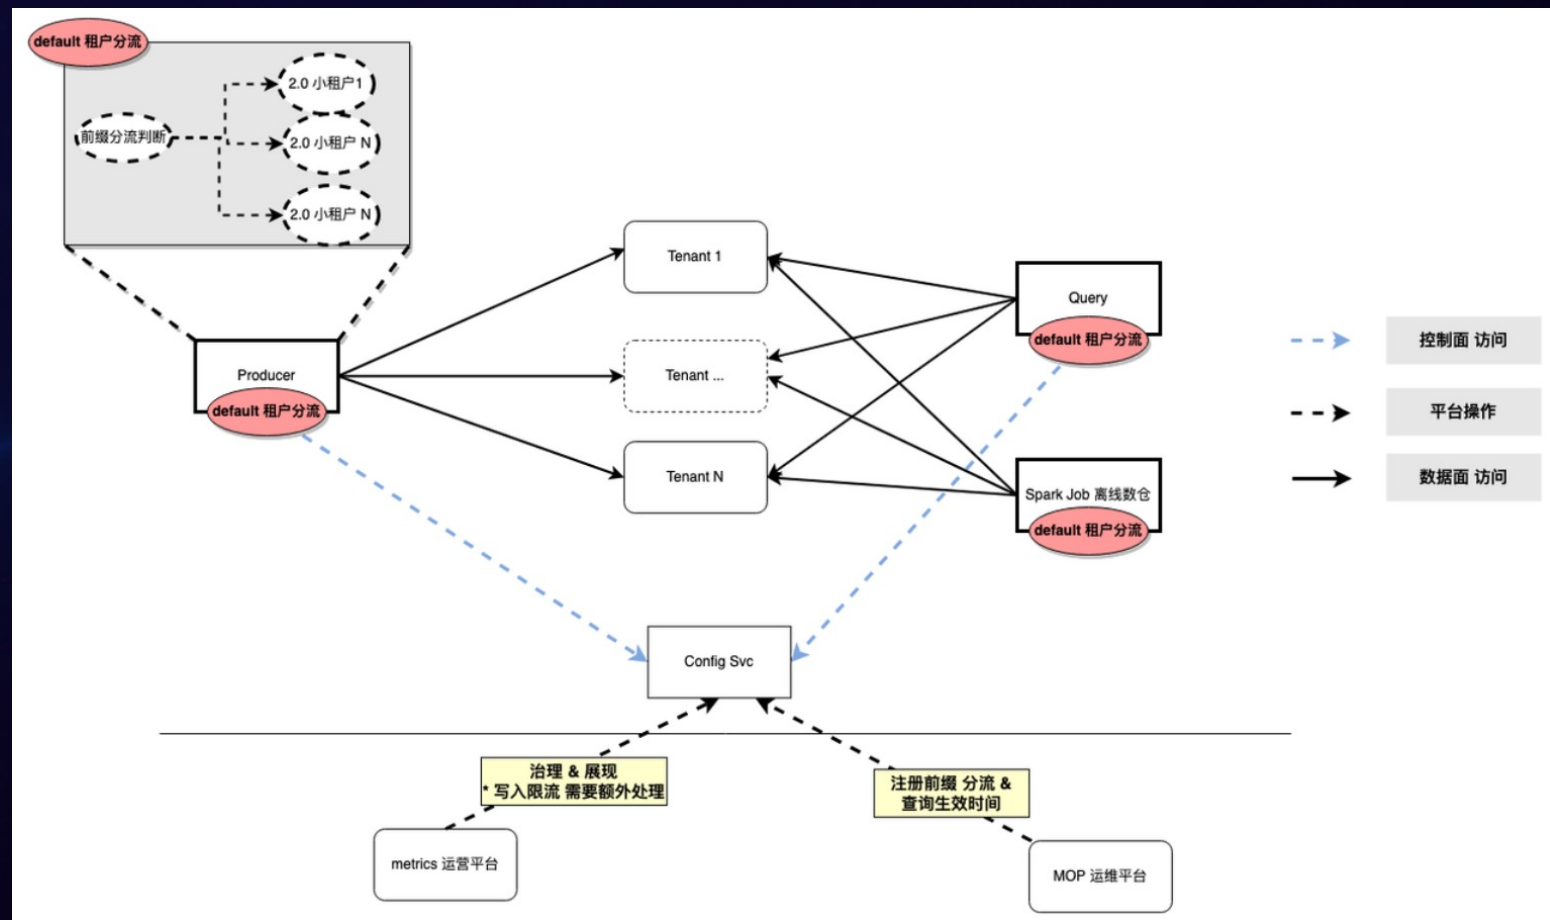 default 租户分流
2.0 小租户1
前缀分流判断
2.0 小租户 N
2.0 小租户 N
Tenant 1
Query
default 租户分流
控制面 访问
Producer
default 租户分流
Tenant ...
平台操作
Tenant N
数据面 访问
Spark Job 离线数仓
default 租户分流
Config Svc
治理 & 展现
* 写入限流 需要额外处理
注册前缀 分流 &
查询生效时间
metrics 运营平台
MOP 运维平台